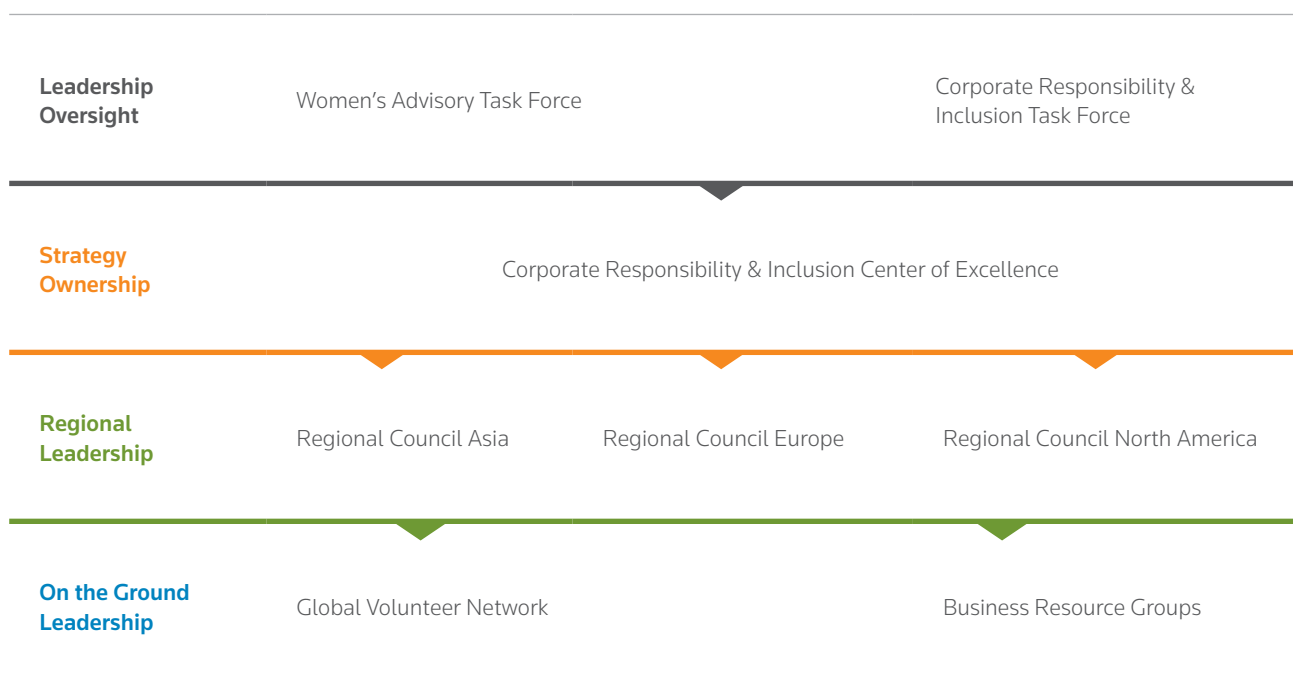 Leadership
Oversight
Women’s Advisory Task Force
Corporate Responsibility &
Inclusion Task Force
Strategy
Ownership
Corporate Responsibility & Inclusion Center of Excellence
Regional
Leadership
Regional Council Asia
Regional Council Europe
Regional Council North America
On the Ground
Leadership
Global Volunteer Network
Business Resource Groups